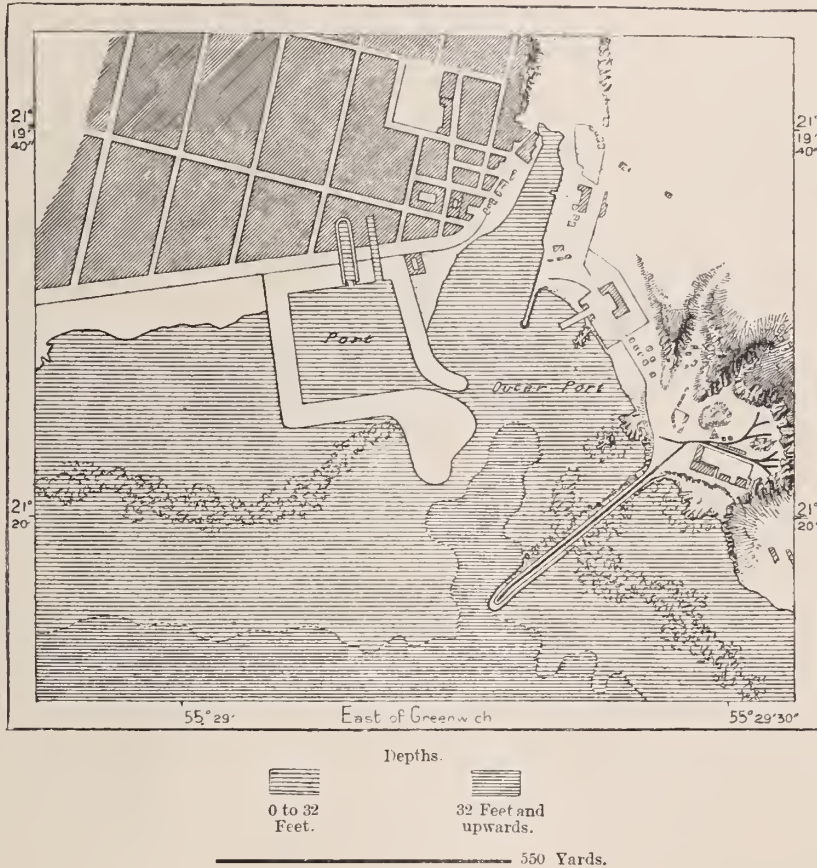 21°
19'
40"
21°
19'
40"
Port
Outer Port
21°
20'
21°
20'
55°29'
East of Greenwich
55°29'30"
Depths.
0 to 32
Feet.
32 Feet and
upwards.
550 Yards.